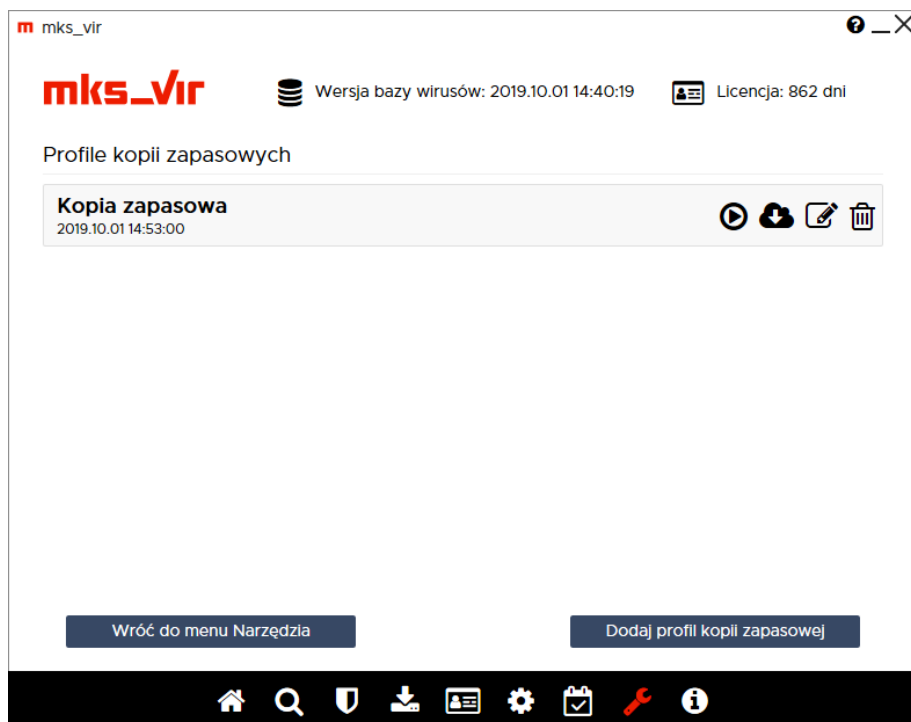 mks_vir
mks_vir
Wersja bazy wirusów: 2019.10.01 14:40:19
Licencja: 862 dni
Profile kopii zapasowych
Kopia zapasowa
2019.10.01 14:53:00
Wróć do menu Narzędzia
Dodaj profil kopii zapasowej